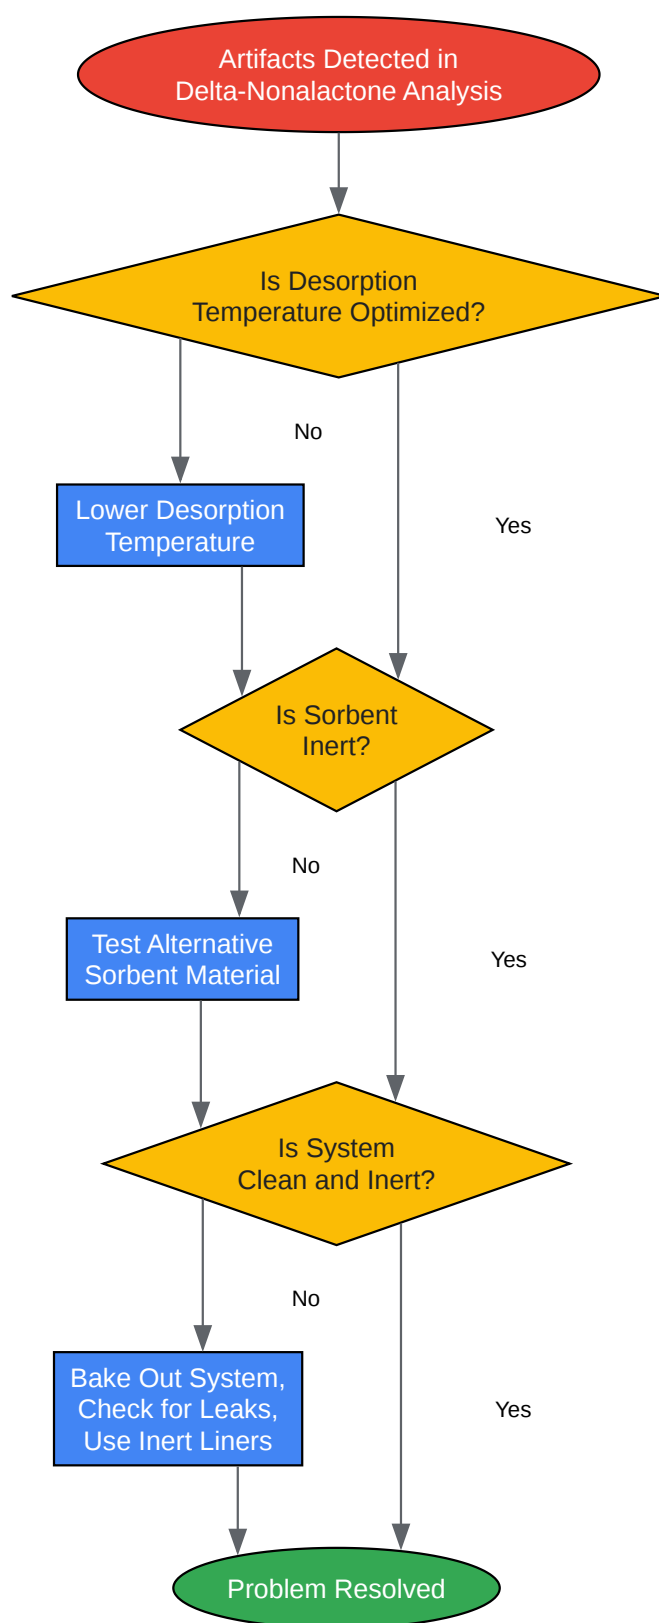 Artifacts Detected in
Delta-Nonalactone Analysis
Is Desorption
Temperature Optimized?
No
Lower Desorption
Temperature
Yes
Is Sorbent
Inert?
No
Test Alternative
Sorbent Material
Yes
Is System
Clean and Inert?
No
Bake Out System,
Check for Leaks,
Use Inert Liners
Yes
Problem Resolved